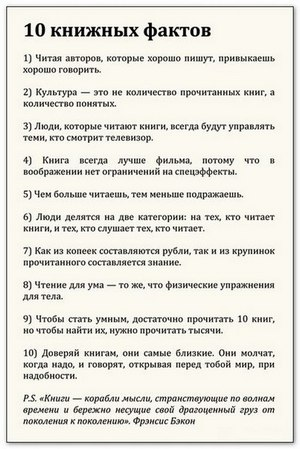 10 книжных фактов
1) Читая авторов, которые хорошо пишут, привыкаешь
хорошо говорить.
2) Культура — это не количество прочитанных книг, а
количество понятых.
3) Люди, которые читают книги, всегда будут управлять
теми, кто смотрит телевизор.
4) Книга всегда лучше фильма, потому что в
воображении нет ограничений на спецэффекты.
5) Чем больше читаешь, тем меньше подражаешь.
6) Люди делятся на две категории: на тех, кто читает
книги, и тех, кто слушает тех, кто читает.
7) Как из копеек составляются рубли, так и из крупинок
прочитанного составляется знание.
8) Чтение для ума — то же, что физические упражнения
для тела.
9) Чтобы стать умным, достаточно прочитать 10 книг,
но чтобы найти их, нужно прочитать тысячи.
10) Доверяй книгам, они самые близкие. Они молчат,
когда надо, и говорят, открывая перед тобой мир, при
надобности.
P.S. «Книги — корабли мысли, странствующие по волнам
времени и бережно несущие свой драгоценный груз от
поколения к поколению». Фрэнсис Бэкон